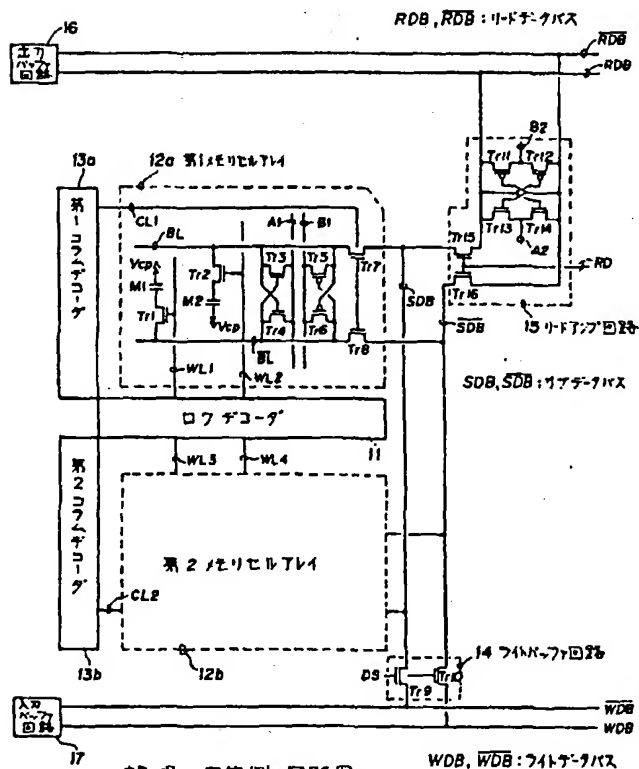 RDB, RDB : リードデータバス
16
出力バッファ回路
RDB
RDB
13a
第1コラムデコーダ
12a 第1メモリセルアレイ
CL1
BL
A1
B1
Vcp
M1
Tr1
Tr2
M2
Vcp
Tr3
Tr4
Tr5
Tr6
Tr7
Tr8
BL
WL1
WL2
B2
Tr11
Tr12
Tr13
Tr14
A2
Tr15
Tr16
RD
SDB
SDB
15 リードアンプ回路
SDB, SDB : サブデータバス
ロウデコーダ
11
WL3
WL4
第2コラムデコーダ
第2メモリセルアレイ
CL2
13b
12b
14 ライトバッファ回路
DS
Tr9
Tr10
入力バッファ回路
17
WDB
WDB
WDB, WDB : ライトデータバス